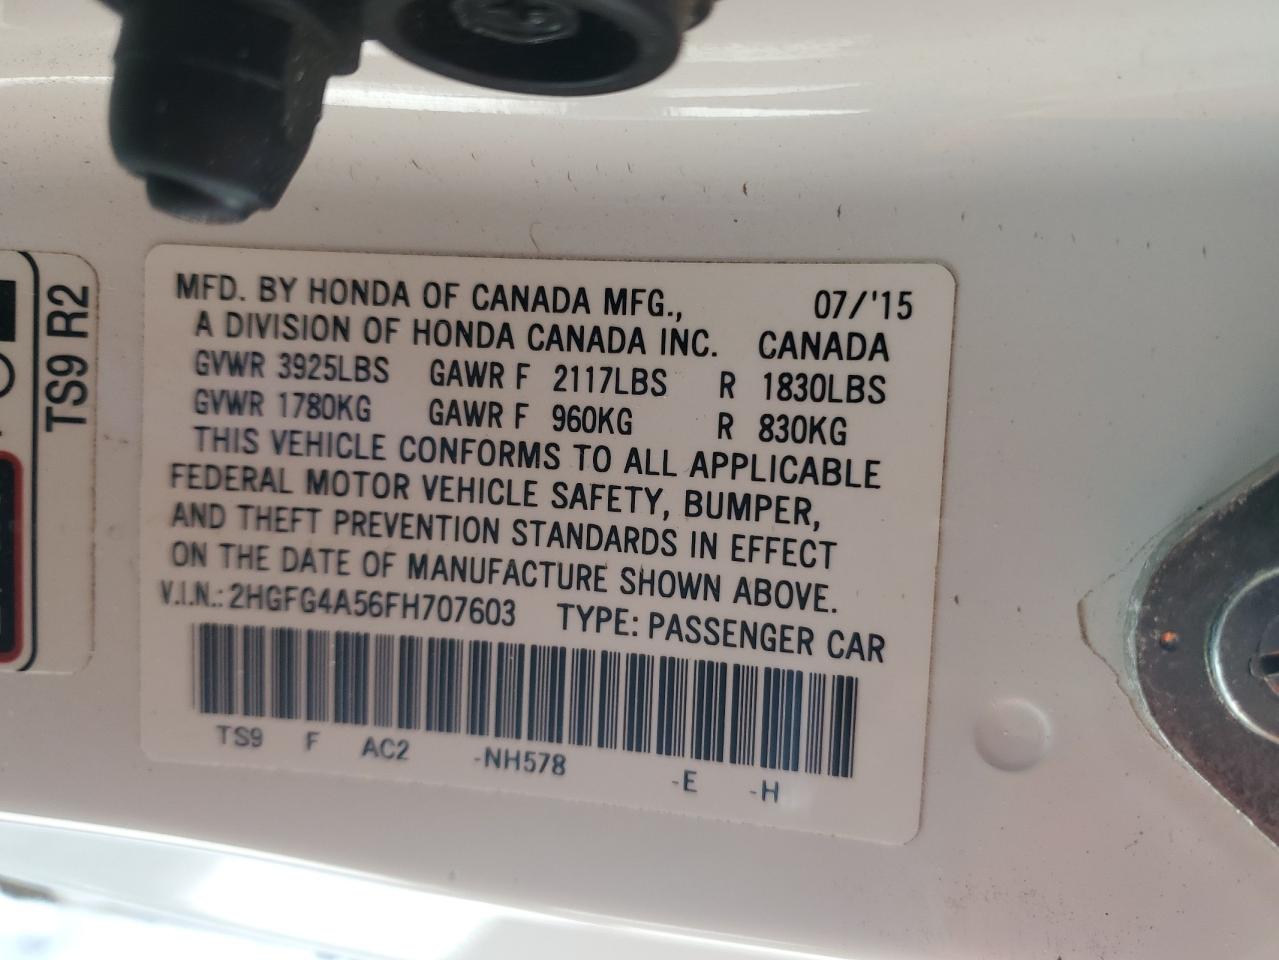 MFD. BY HONDA OF CANADA MFG., 07/'15
A DIVISION OF HONDA CANADA INC. CANADA
GVWR 3925LBS GAWR F 2117LBS R 1830LBS
GVWR 1780KG GAWR F 960KG R 830KG
THIS VEHICLE CONFORMS TO ALL APPLICABLE
FEDERAL MOTOR VEHICLE SAFETY, BUMPER,
AND THEFT PREVENTION STANDARDS IN EFFECT
ON THE DATE OF MANUFACTURE SHOWN ABOVE.
V.I.N.: 2HGFG4A56FH707603 TYPE: PASSENGER CAR
TS9 F AC2 -NH578 -E -H
TS9 R2